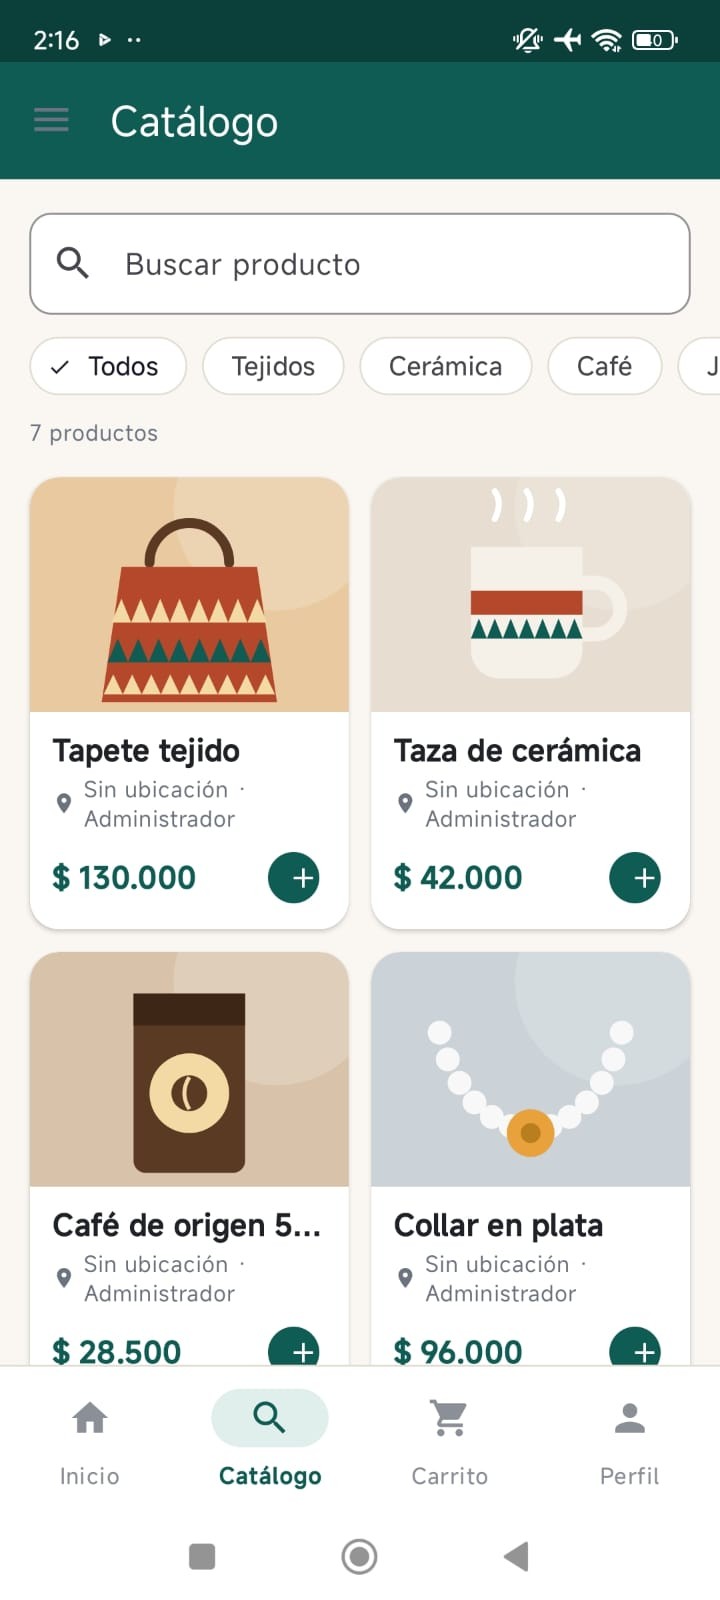 2:16
40
Catálogo
Buscar producto
Todos
Tejidos
Cerámica
Café
J
7 productos
Tapete tejido
Sin ubicación ·
Administrador
$ 130.000
+
Taza de cerámica
Sin ubicación ·
Administrador
$ 42.000
+
Café de origen 5...
Sin ubicación ·
Administrador
$ 28.500
+
Collar en plata
Sin ubicación ·
Administrador
$ 96.000
+
Inicio
Catálogo
Carrito
Perfil